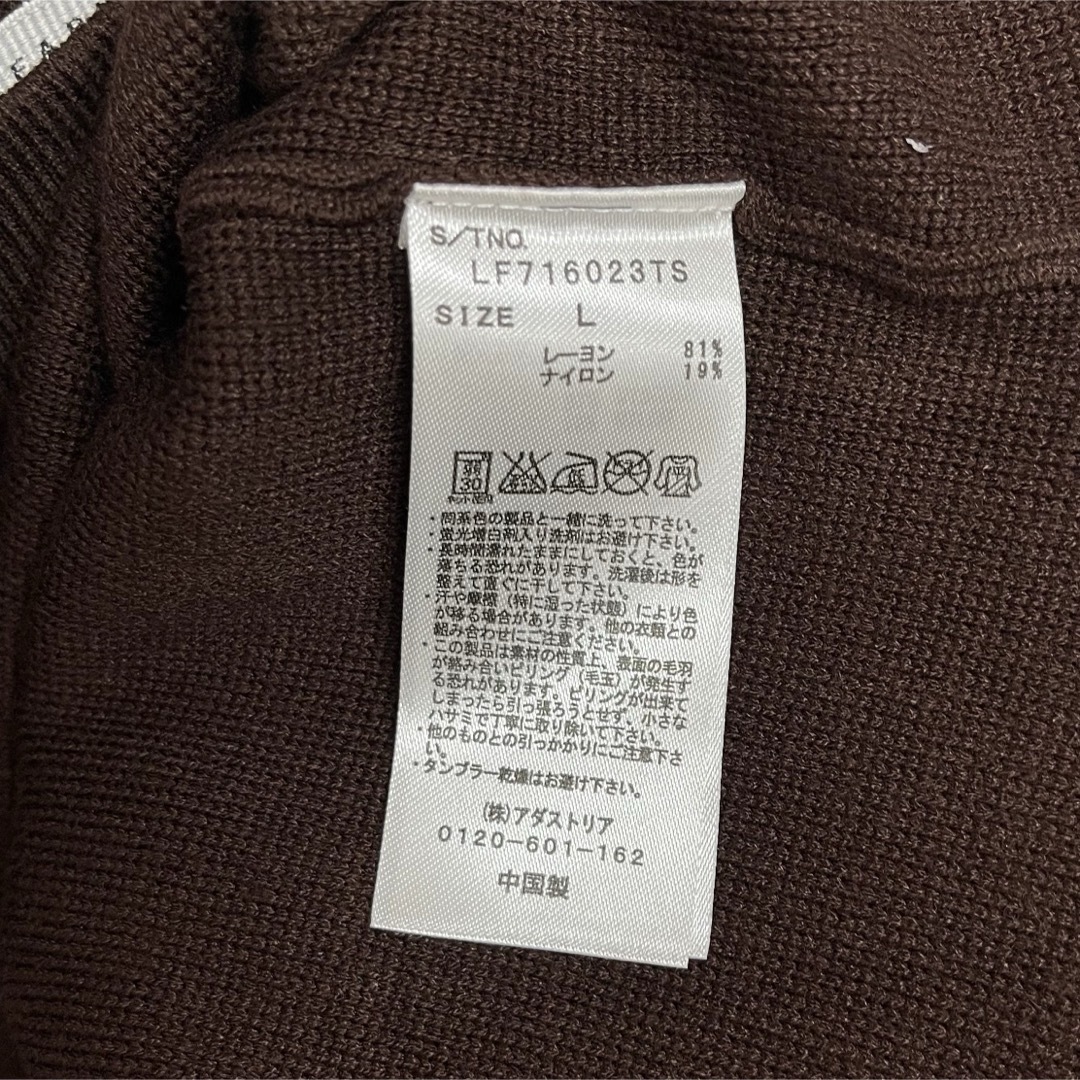 S/TNO.
LF716023TS
SIZE L
レーヨン 81%
ナイロン 19%
30
・同系色の製品と一緒に洗って下さい。
・蛍光増白剤入り洗剤はお避け下さい。
・長時間濡れたままにしておくと、色が
落ちる恐れがあります。洗濯後は形を
整えて直ぐに干して下さい。
・汗や摩擦（特に湿った状態）により色
が移る場合があります。他の衣類との
組み合わせにご注意ください。
・この製品は素材の性質上、表面の毛羽
が絡み合いピリング（毛玉）が発生す
る恐れがあります。ピリングが出来て
しまったら引っ張ろうとせず、小さな
ハサミで丁寧に取り除いて下さい。
・他のものとの引っかかりにご注意下さ
い。
・タンブラー乾燥はお避け下さい。
(株)アダストリア
0120-601-162
中国製